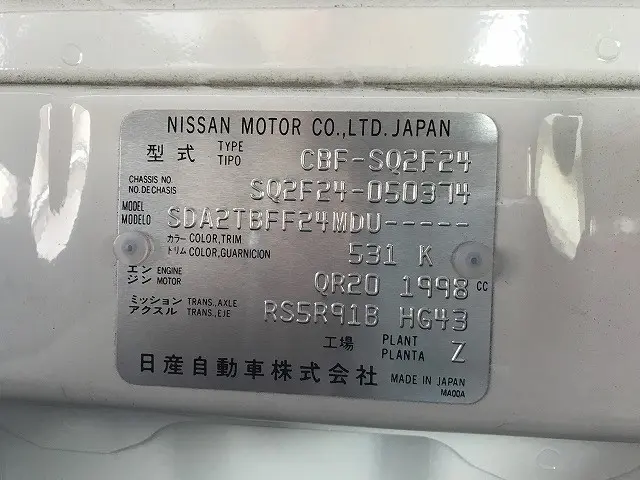 NISSAN MOTOR CO.,LTD. JAPAN
型式 TYPE TIPO CBF-SQ2F24
CHASSIS NO NO.DECHASIS SQ2F24-050374
MODEL MODELO SDA2TBFF24MDU-----
カラー COLOR,TRIM トリム COLOR,GUARNICION 531 K
エンジン ENGINE MOTOR QR20 1998 CC
ミッション TRANS.,AXLE アクスル TRANS.,EJE RS5R91B HG43
工場 PLANT PLANTA Z
日産自動車株式会社 MADE IN JAPAN
MA00A